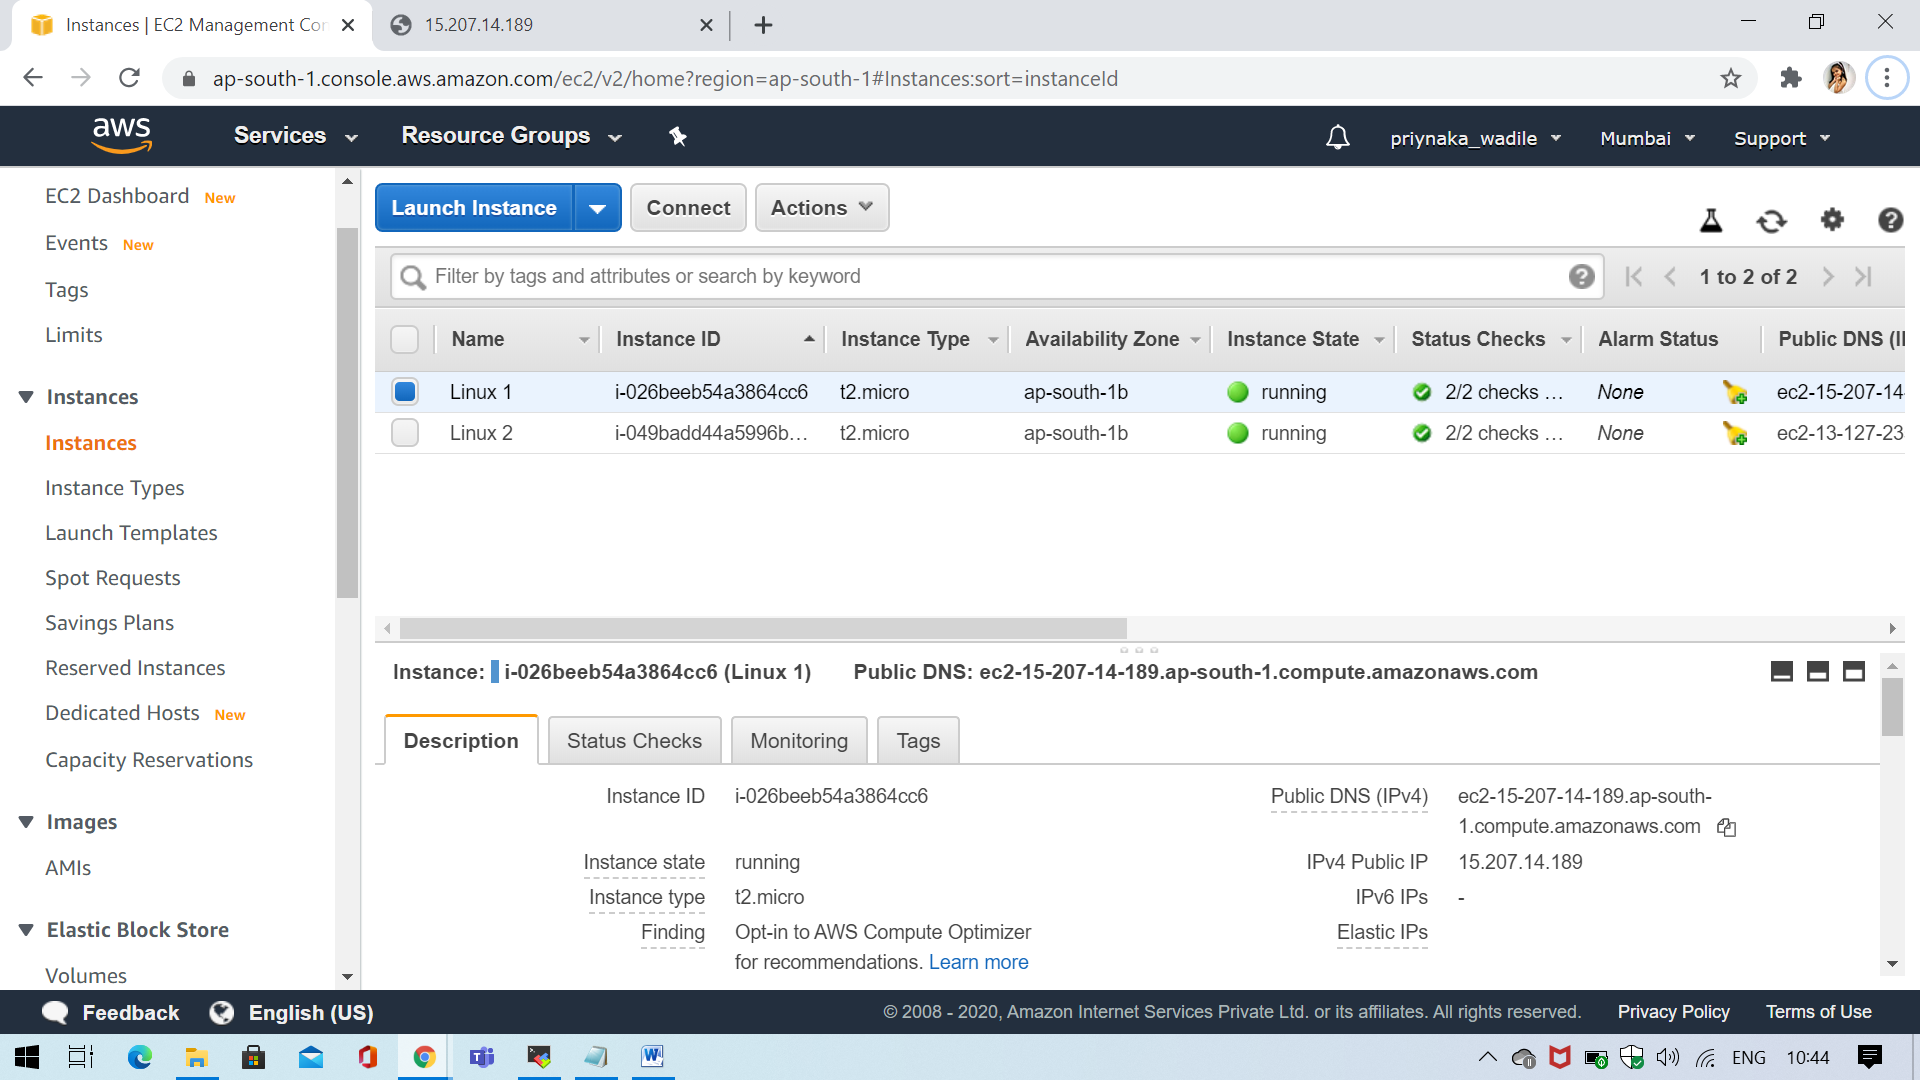 Instances | EC2 Management Con
15.207.14.189
ap-south-1.console.aws.amazon.com/ec2/v2/home?region=ap-south-1#Instances:sort=instanceId
aws
Services
Resource Groups
priynaka_wadile
Mumbai
Support
EC2 Dashboard New
Events New
Tags
Limits
Instances
Instances
Instance Types
Launch Templates
Spot Requests
Savings Plans
Reserved Instances
Dedicated Hosts New
Capacity Reservations
Images
AMIs
Elastic Block Store
Volumes
Launch Instance
Connect
Actions
Filter by tags and attributes or search by keyword
1 to 2 of 2
Name Instance ID Instance Type Availability Zone Instance State Status Checks Alarm Status Public DNS (I
Linux 1 i-026beeb54a3864cc6 t2.micro ap-south-1b running 2/2 checks ... None ec2-15-207-14
Linux 2 i-049badd44a5996b... t2.micro ap-south-1b running 2/2 checks ... None ec2-13-127-23
Instance: i-026beeb54a3864cc6 (Linux 1) Public DNS: ec2-15-207-14-189.ap-south-1.compute.amazonaws.com
Description
Status Checks
Monitoring
Tags
Instance ID i-026beeb54a3864cc6
Instance state running
Instance type t2.micro
Finding Opt-in to AWS Compute Optimizer
for recommendations. Learn more
Public DNS (IPv4) ec2-15-207-14-189.ap-south-
1.compute.amazonaws.com
IPv4 Public IP 15.207.14.189
IPv6 IPs -
Elastic IPs
Feedback
English (US)
© 2008 - 2020, Amazon Internet Services Private Ltd. or its affiliates. All rights reserved.
Privacy Policy
Terms of Use
ENG
10:44